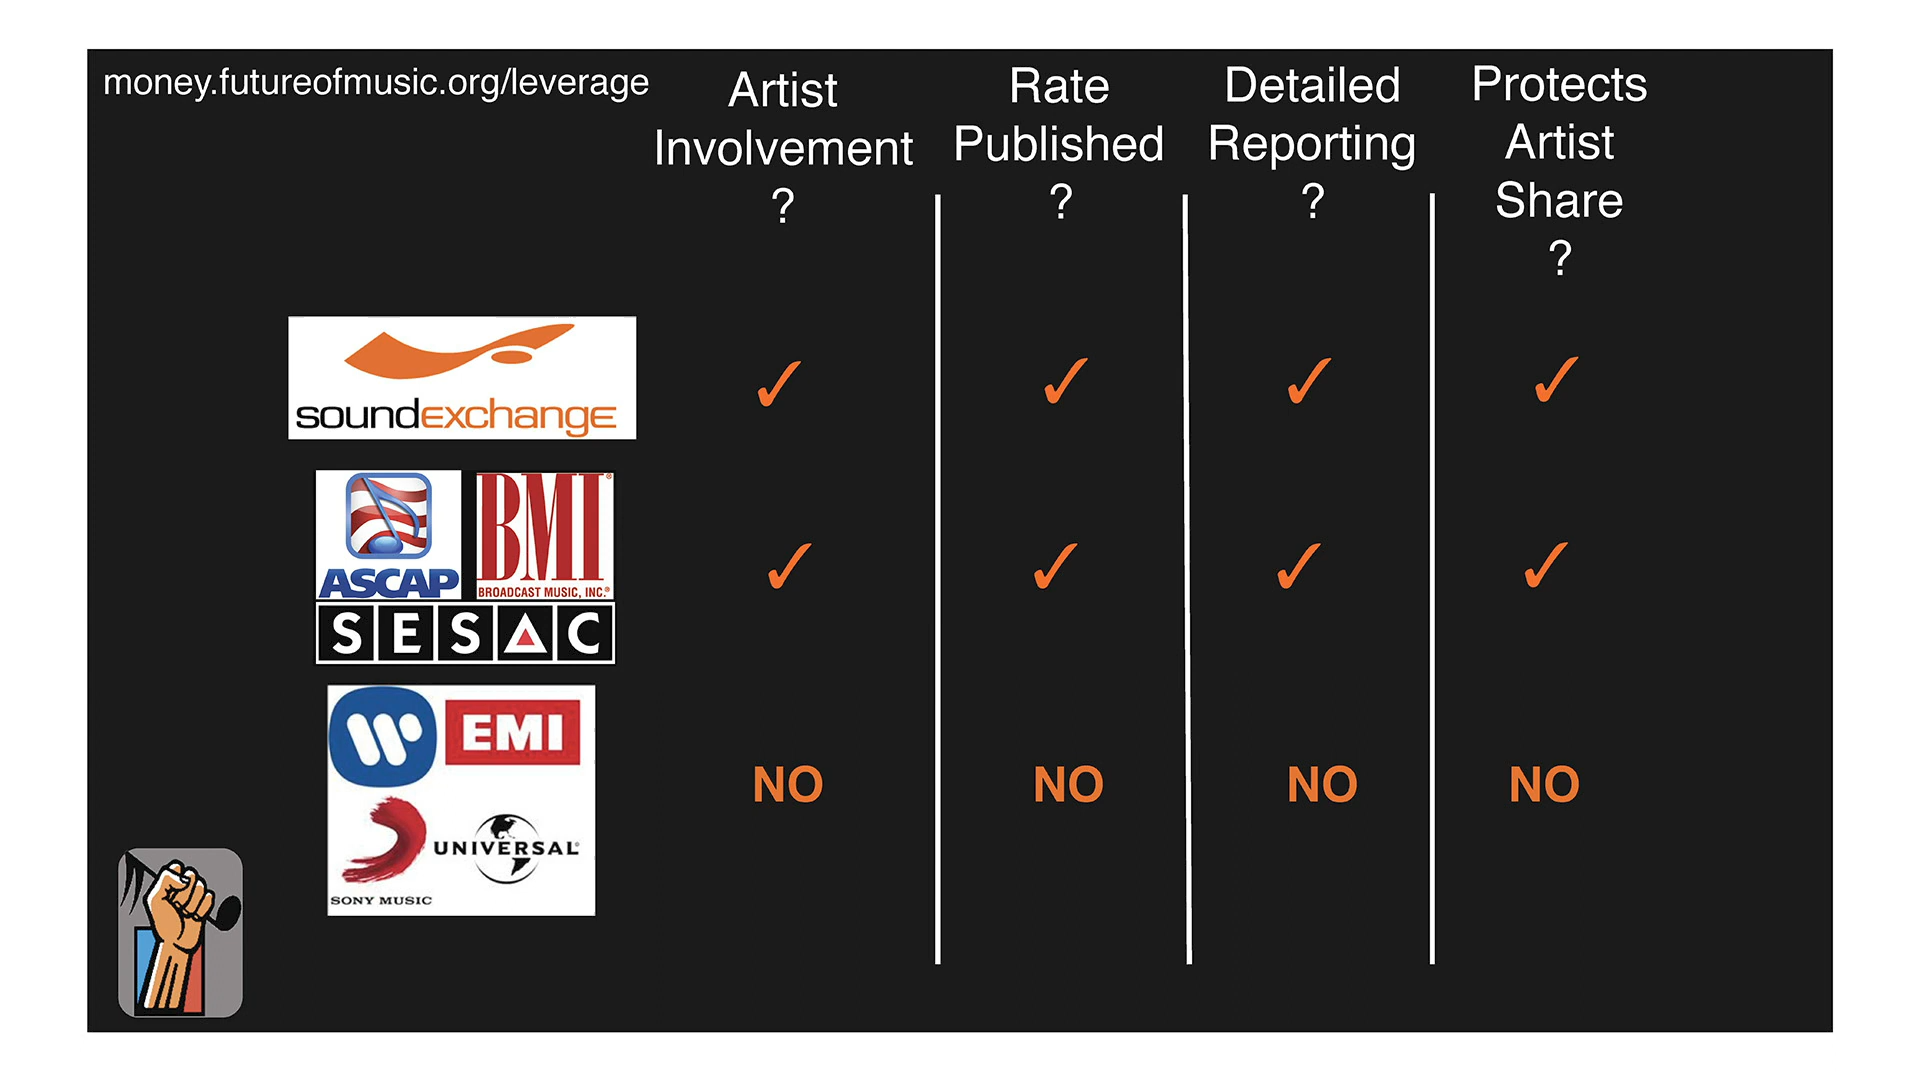 money.futureofmusic.org/leverage
Artist
Involvement
?
Rate
Published
?
Detailed
Reporting
?
Protects
Artist
Share
?
soundexchange
✓ ✓ ✓ ✓
ASCAP
BMI®
BROADCAST MUSIC, INC.®
SESAC
✓ ✓ ✓ ✓
W
EMI
UNIVERSAL
SONY MUSIC
NO NO NO NO